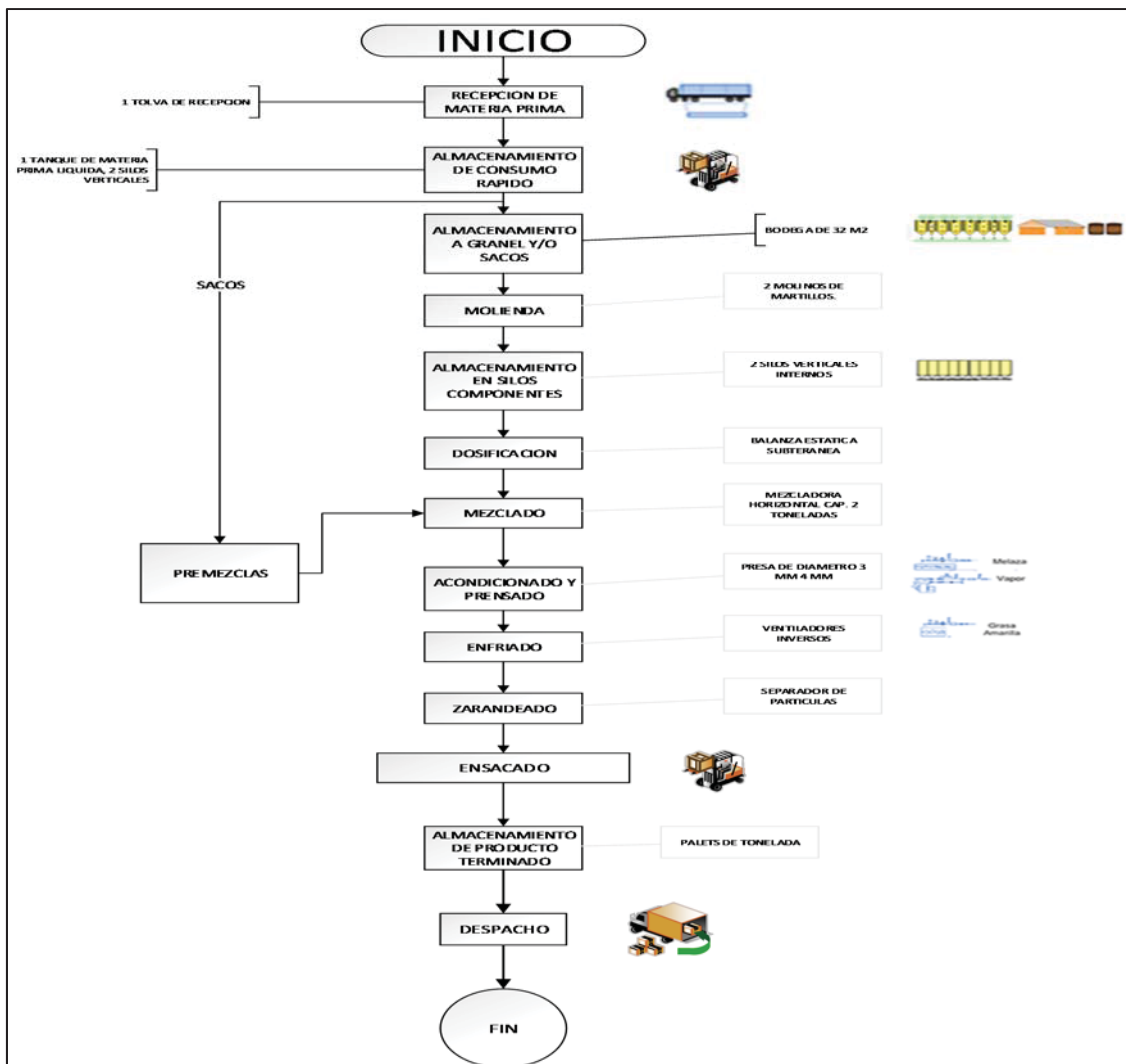 INICIO
1 TOLVA DE RECEPCION
RECEPCION DE
MATERIA PRIMA
1 TANQUE DE MATERIA
PRIMA LIQUIDA, 2 SILOS
VERTICALES
ALMACENAMIENTO
DE CONSUMO
RAPIDO
ALMACENAMIENTO
A GRANEL Y/O
SACOS
BODEGA DE 32 M2
SACOS
MOLIENDA
2 MOLINOS DE
MARTILLOS.
ALMACENAMIENTO
EN SILOS
COMPONENTES
2 SILOS VERTICALES
INTERNOS
DOSIFICACION
BALANZA ESTATICA
SUBTERANEA
MEZCLADO
MEZCLADORA
HORIZONTAL CAP. 2
TONELADAS
PREMEZCLAS
ACONDICIONADO Y
PRENSADO
PRESA DE DIAMETRO 3
MM 4 MM
Melaza
Vapor
ENFRIADO
VENTILADORES
INVERSOS
Grasa
Amarilla
ZARANDEADO
SEPARADOR DE
PARTICULAS
ENSACADO
ALMACENAMIENTO
DE PRODUCTO
TERMINADO
PALETS DE TONELADA
DESPACHO
FIN